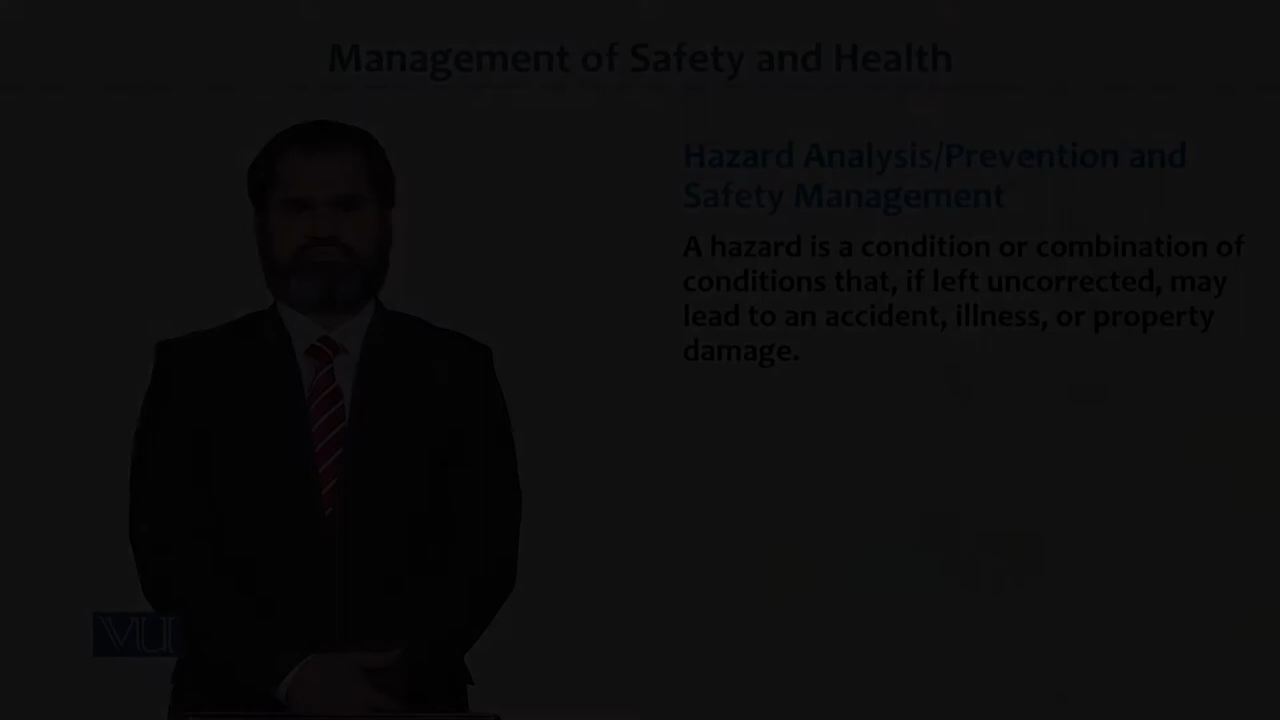 Management of Safety and Health
Hazard Analysis/Prevention and
Safety Management
A hazard is a condition or combination of
conditions that, if left uncorrected, may
lead to an accident, illness, or property
damage.
VU